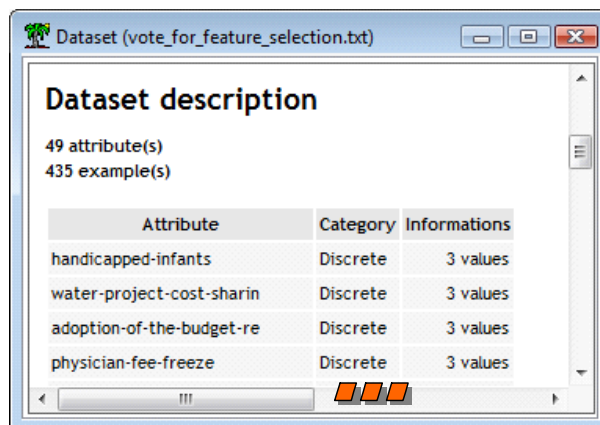 Dataset (vote_for_feature_selection.txt)
Dataset description
49 attribute(s)
435 example(s)
Attribute Category Informations
handicapped-infants Discrete 3 values
water-project-cost-sharin Discrete 3 values
adoption-of-the-budget-re Discrete 3 values
physician-fee-freeze Discrete 3 values